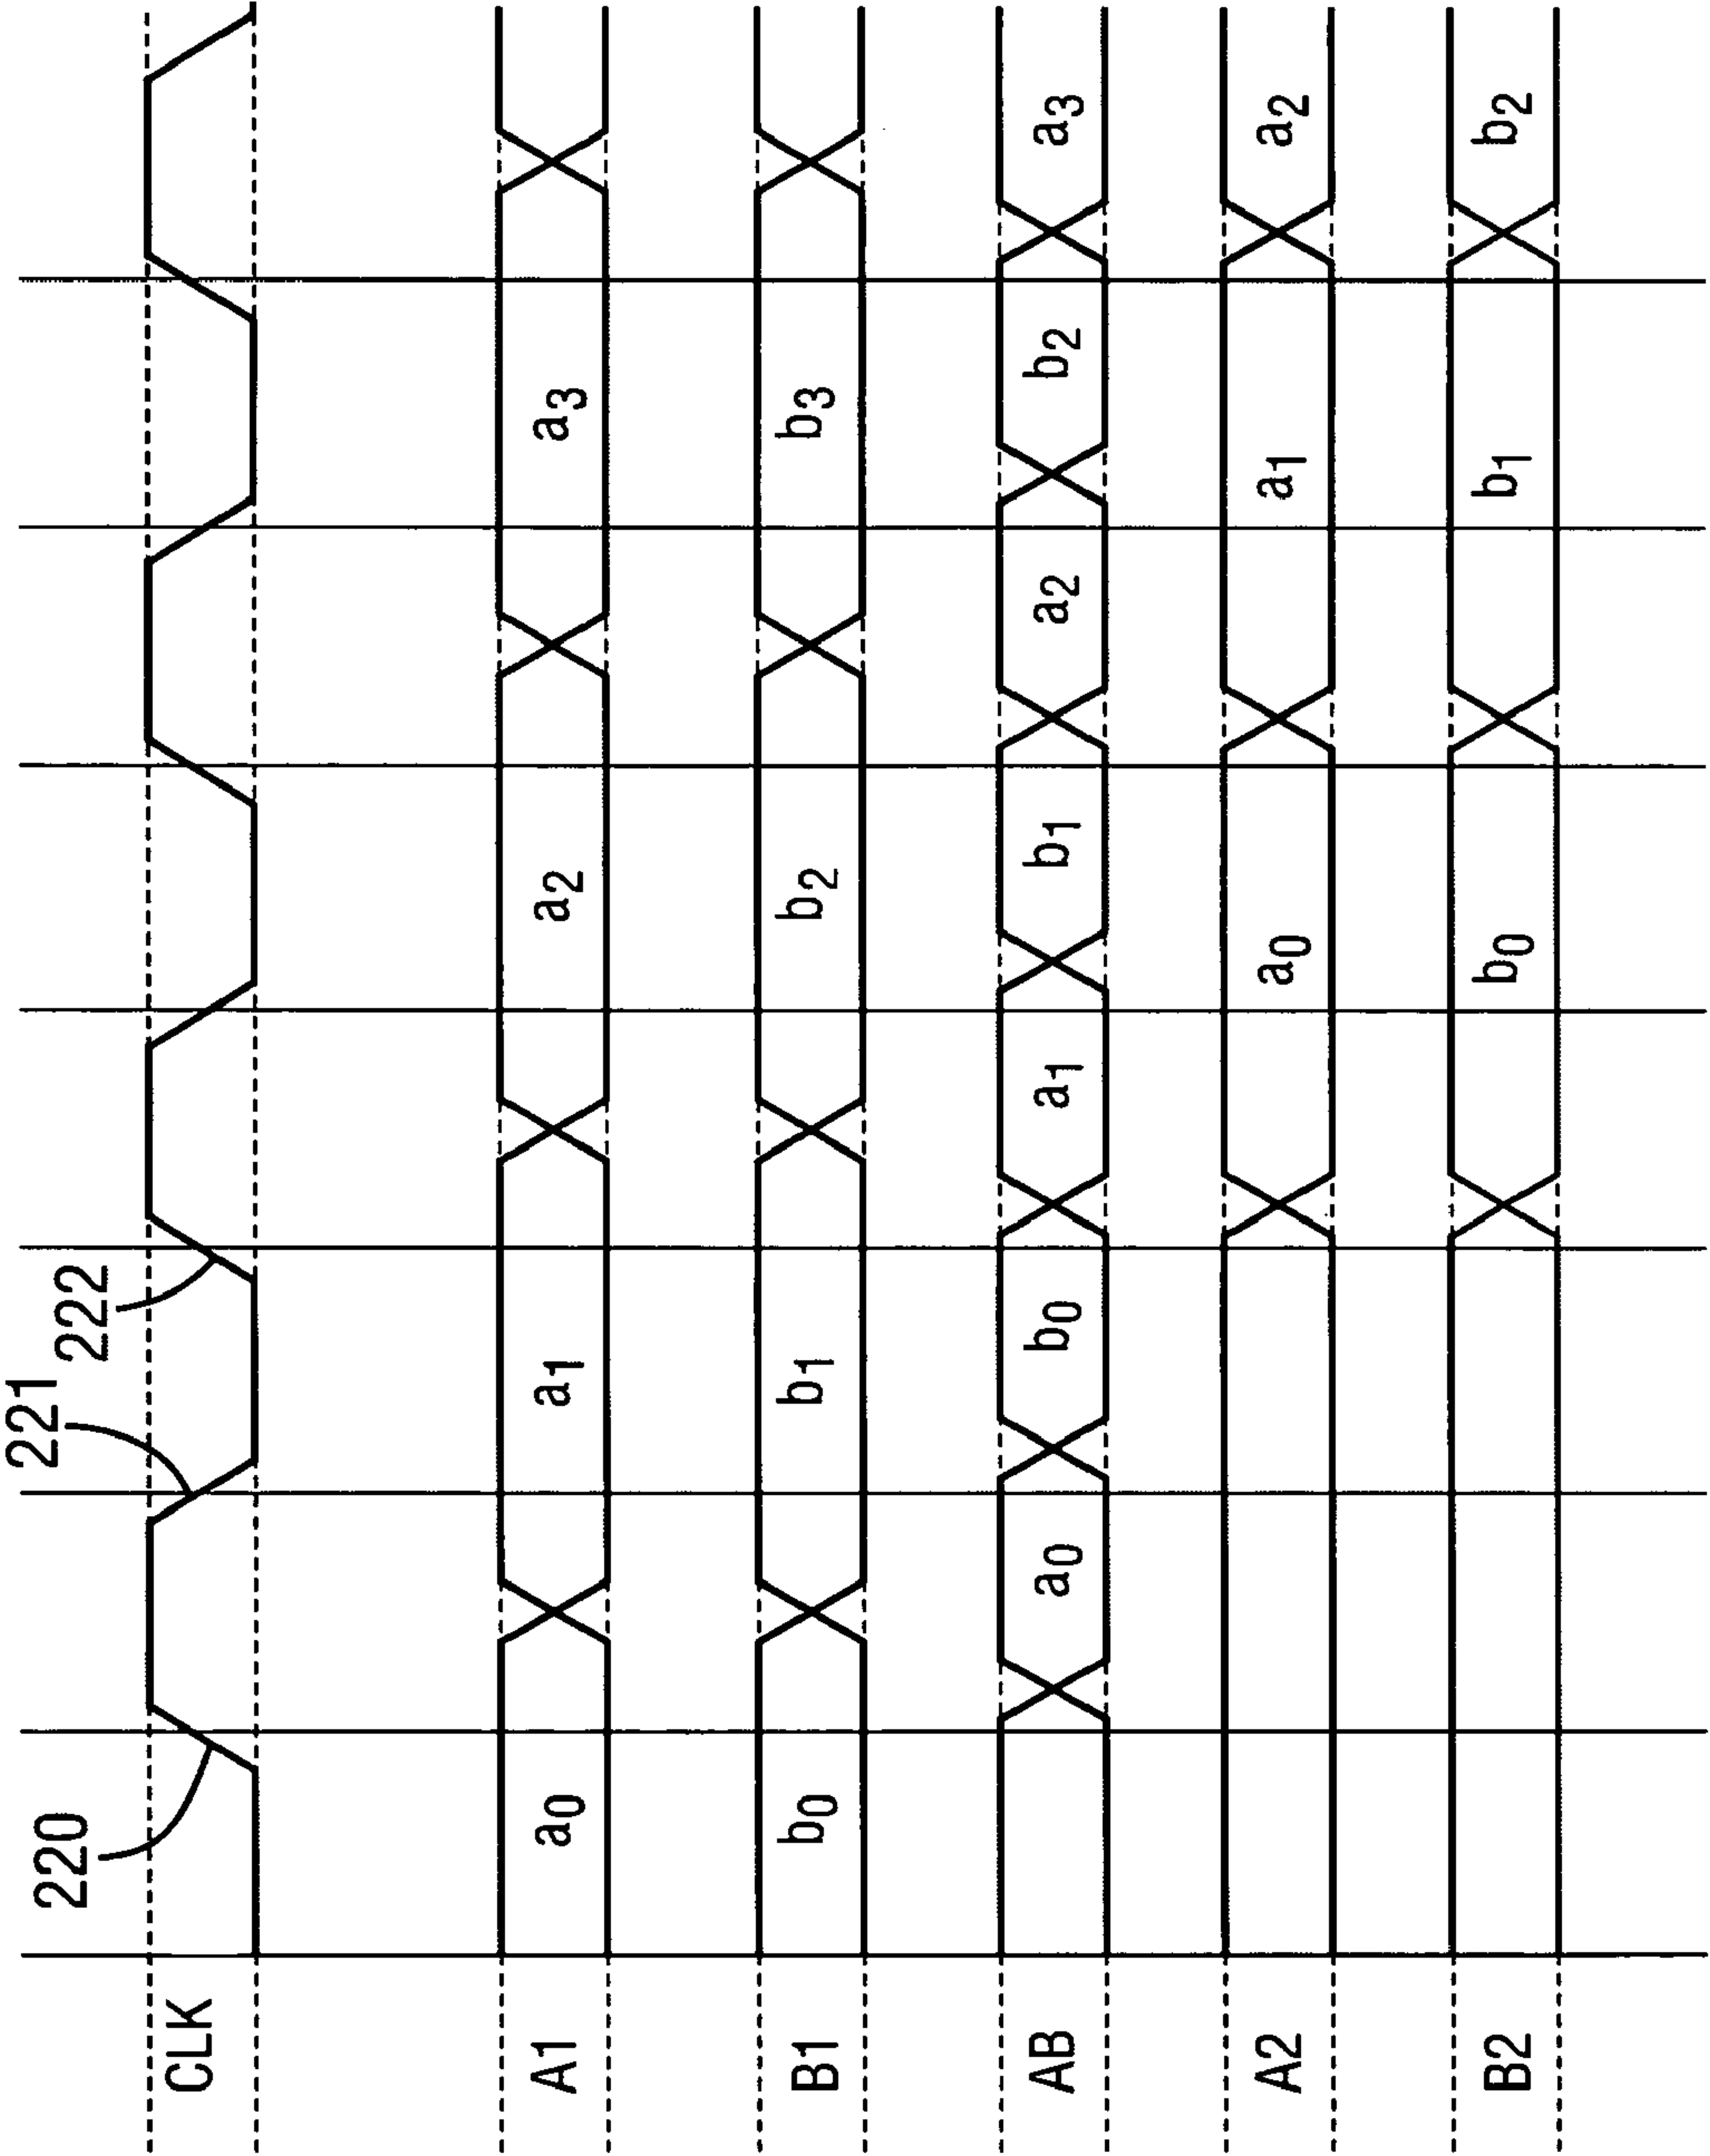 220
221
222
CLK
A1 a0 a1 a2 a3
B1 b0 b1 b2 b3
AB a0 b0 a1 b1 a2 b2 a3
A2 a0 a1 a2
B2 b0 b1 b2